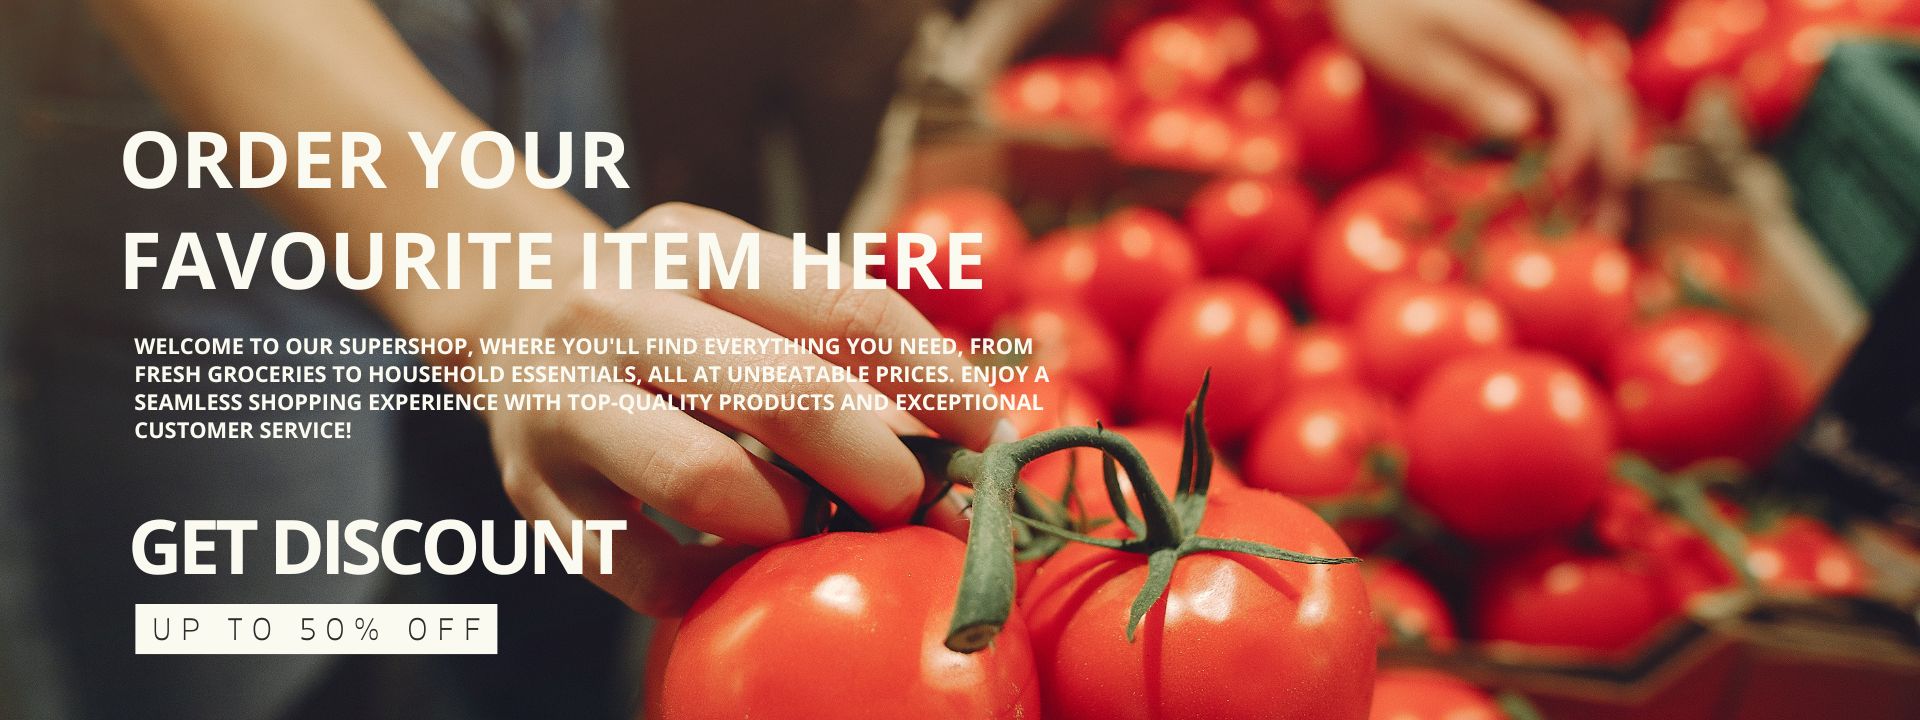 ORDER YOUR
FAVOURITE ITEM HERE
WELCOME TO OUR SUPERSHOP, WHERE YOU'LL FIND EVERYTHING YOU NEED, FROM
FRESH GROCERIES TO HOUSEHOLD ESSENTIALS, ALL AT UNBEATABLE PRICES. ENJOY A
SEAMLESS SHOPPING EXPERIENCE WITH TOP-QUALITY PRODUCTS AND EXCEPTIONAL
CUSTOMER SERVICE!
GET DISCOUNT
UP TO 50% OFF